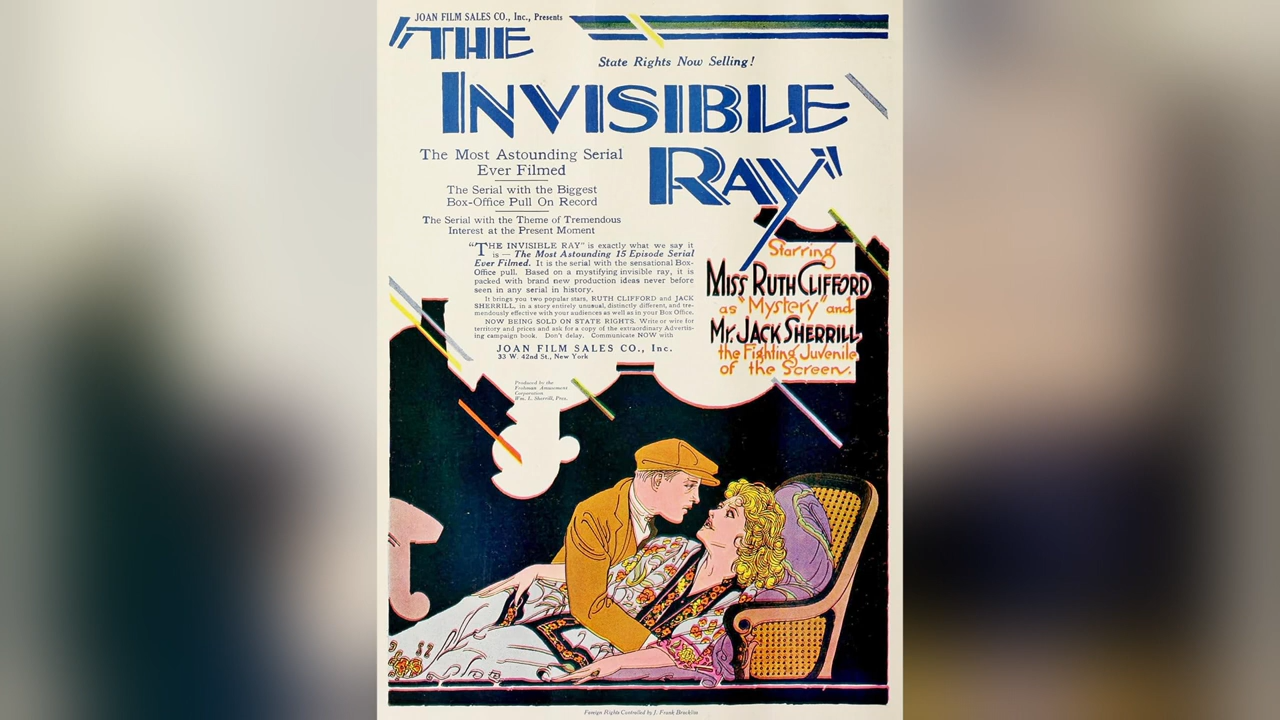 JOAN FILM SALES CO., Inc., Presents
"THE
State Rights Now Selling!
INVISIBLE
RAY"
The Most Astounding Serial
Ever Filmed
The Serial with the Biggest
Box-Office Pull On Record
The Serial with the Theme of Tremendous
Interest at the Present Moment
"THE INVISIBLE RAY" is exactly what we say it
is — The Most Astounding 15 Episode Serial
Ever Filmed. It is the serial with the sensational Box-
Office pull. Based on a mystifying invisible ray, it is
packed with brand new production ideas never before
seen in any serial in history.
It brings you two popular stars, RUTH CLIFFORD and JACK
SHERRILL, in a story entirely unusual, distinctly different, and tre-
mendously effective with your audiences as well as in your Box Office.
NOW BEING SOLD ON STATE RIGHTS. Write or wire for
territory and prices and ask for a copy of the extraordinary Advertis-
ing campaign book. Don't delay. Communicate NOW with
JOAN FILM SALES CO., Inc.
33 W. 42nd St., New York
Starring
MISS RUTH CLIFFORD
as "Mystery" and
MR. JACK SHERRILL
the Fighting Juvenile
of the Screen.
Produced by the
Frohman Amusement
Corporation
Wm. L. Sherrill, Pres.
Foreign Rights Controlled by J. Frank Brockliss